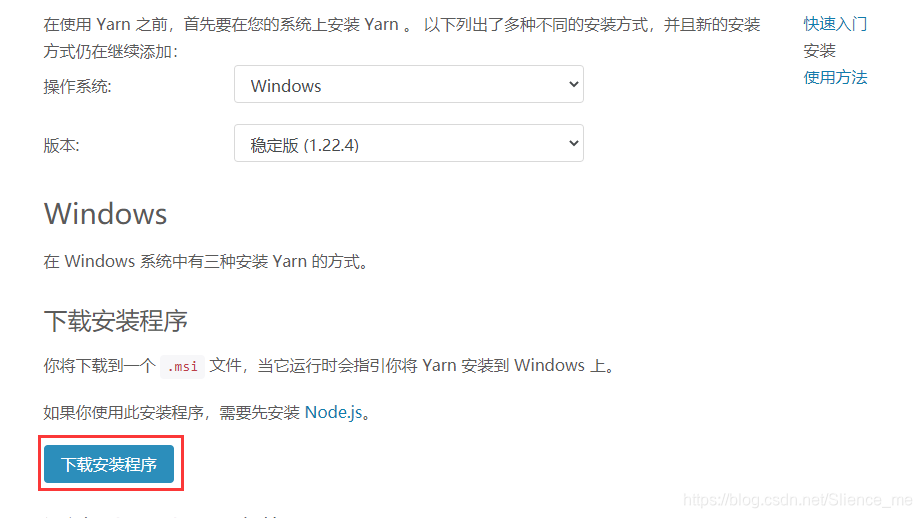 在使用 Yarn 之前，首先要在您的系统上安装 Yarn 。 以下列出了多种不同的安装方式，并且新的安装
方式仍在继续添加：
操作系统:
Windows
版本:
稳定版 (1.22.4)
Windows
在 Windows 系统中有三种安装 Yarn 的方式。
下载安装程序
你将下载到一个 .msi 文件，当它运行时会指引你将 Yarn 安装到 Windows 上。
如果你使用此安装程序，需要先安装 Node.js。
下载安装程序
快速入门
安装
使用方法
https://blog.csdn.net/Slience_me